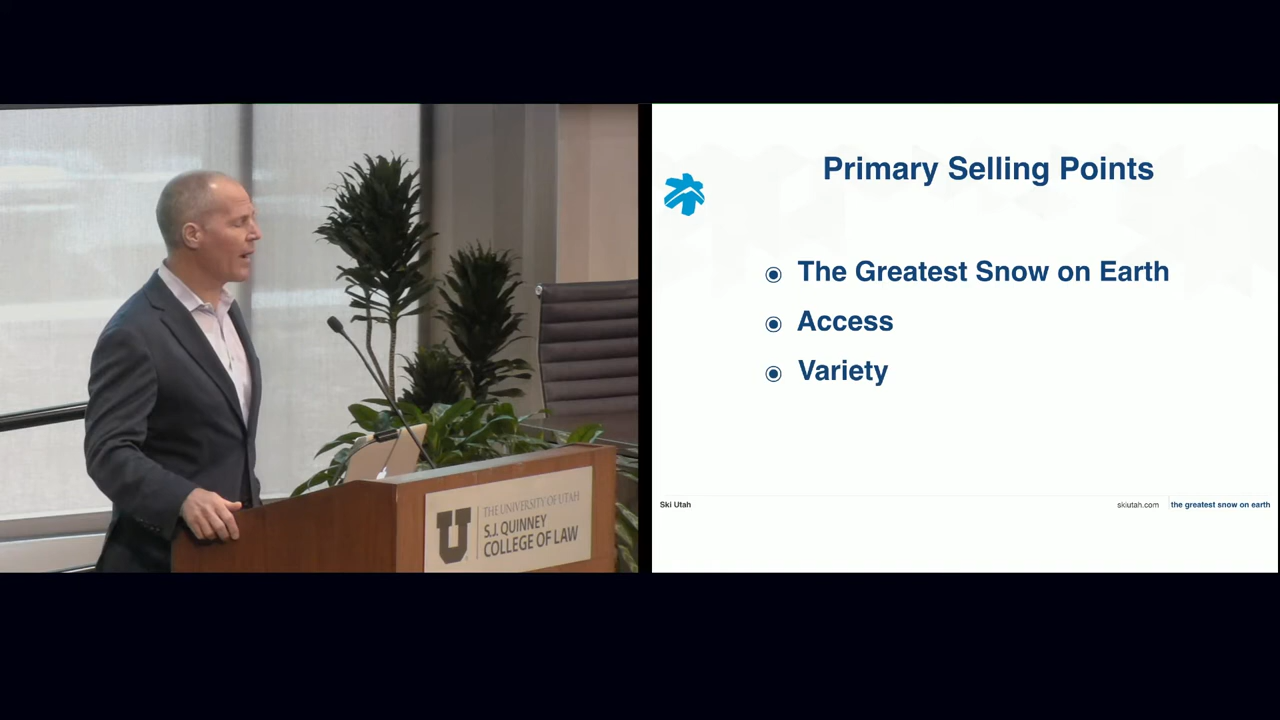 THE UNIVERSITY OF UTAH
S.J. QUINNEY
COLLEGE OF LAW
U
Primary Selling Points
The Greatest Snow on Earth
Access
Variety
Ski Utah
skiutah.com
the greatest snow on earth